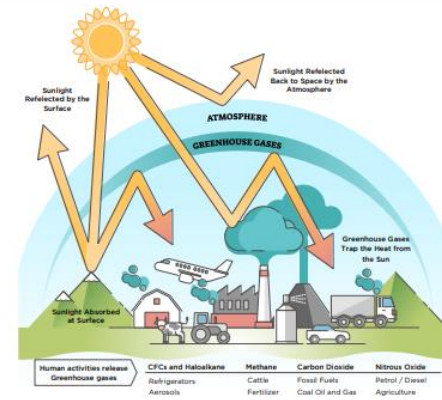 Sunlight Refelected
Back to Space by the
Atmosphere
Sunlight
Refelected by the
Surface
ATMOSPHERE
GREENHOUSE GASES
Greenhouse Gases
Trap the Heat from
the Sun
Sunlight Absorbed
at Surface
Human activities release
Greenhouse gases
CFCs and Haloalkane Methane Carbon Dioxide Nitrous Oxide
Refrigerators Cattle Fossil Fuels Petrol / Diesel
Aerosols Fertilizer Coal Oil and Gas Agriculture